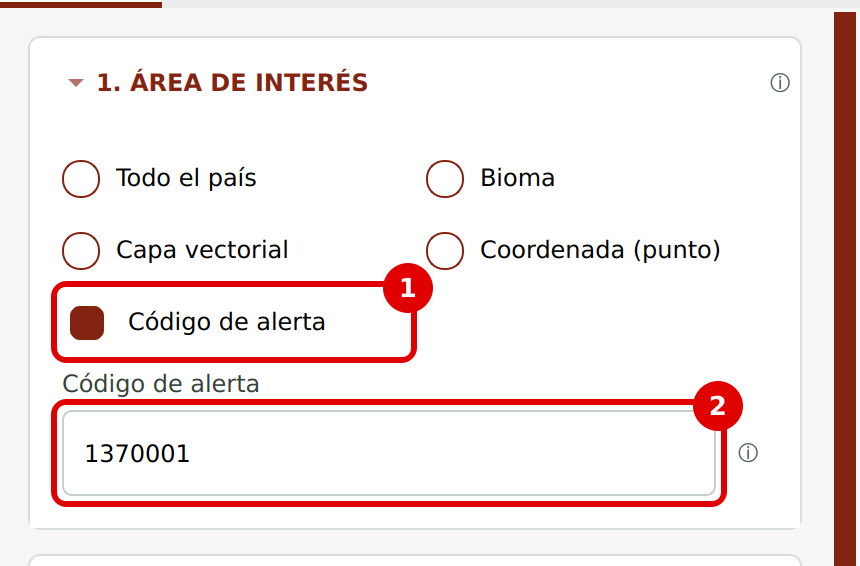 1. ÁREA DE INTERÉS
Todo el país
Bioma
Capa vectorial
Coordenada (punto)
1
Código de alerta
Código de alerta
2
1370001